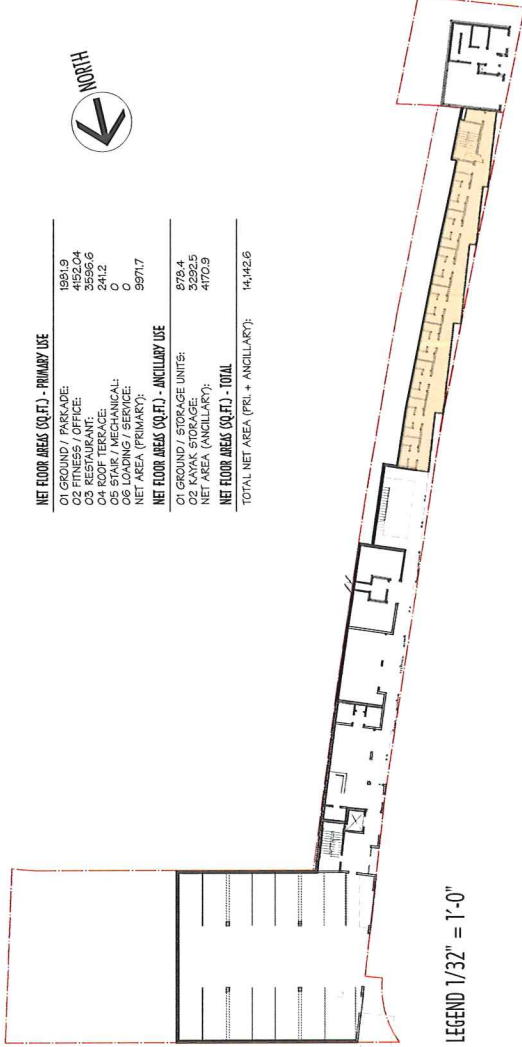 NORTH
NET FLOOR AREAS (SQ.FT.) - PRIMARY USE
01 GROUND / PARKADE: 1981.9
02 FITNESS / OFFICE: 4152.04
03 RESTAURANT: 3596.6
04 ROOF TERRACE: 241.2
05 STAIR / MECHANICAL: 0
06 LOADING / SERVICE: 0
NET AREA (PRIMARY): 9971.7
NET FLOOR AREAS (SQ.FT.) - ANCILLARY USE
01 GROUND / STORAGE UNITS: 878.4
02 KAYAK STORAGE: 3292.5
NET AREA (ANCILLARY): 4170.9
NET FLOOR AREAS (SQ.FT.) - TOTAL
TOTAL NET AREA (PRI. + ANCILLARY): 14,142.6
LEGEND 1/32" = 1'-0"